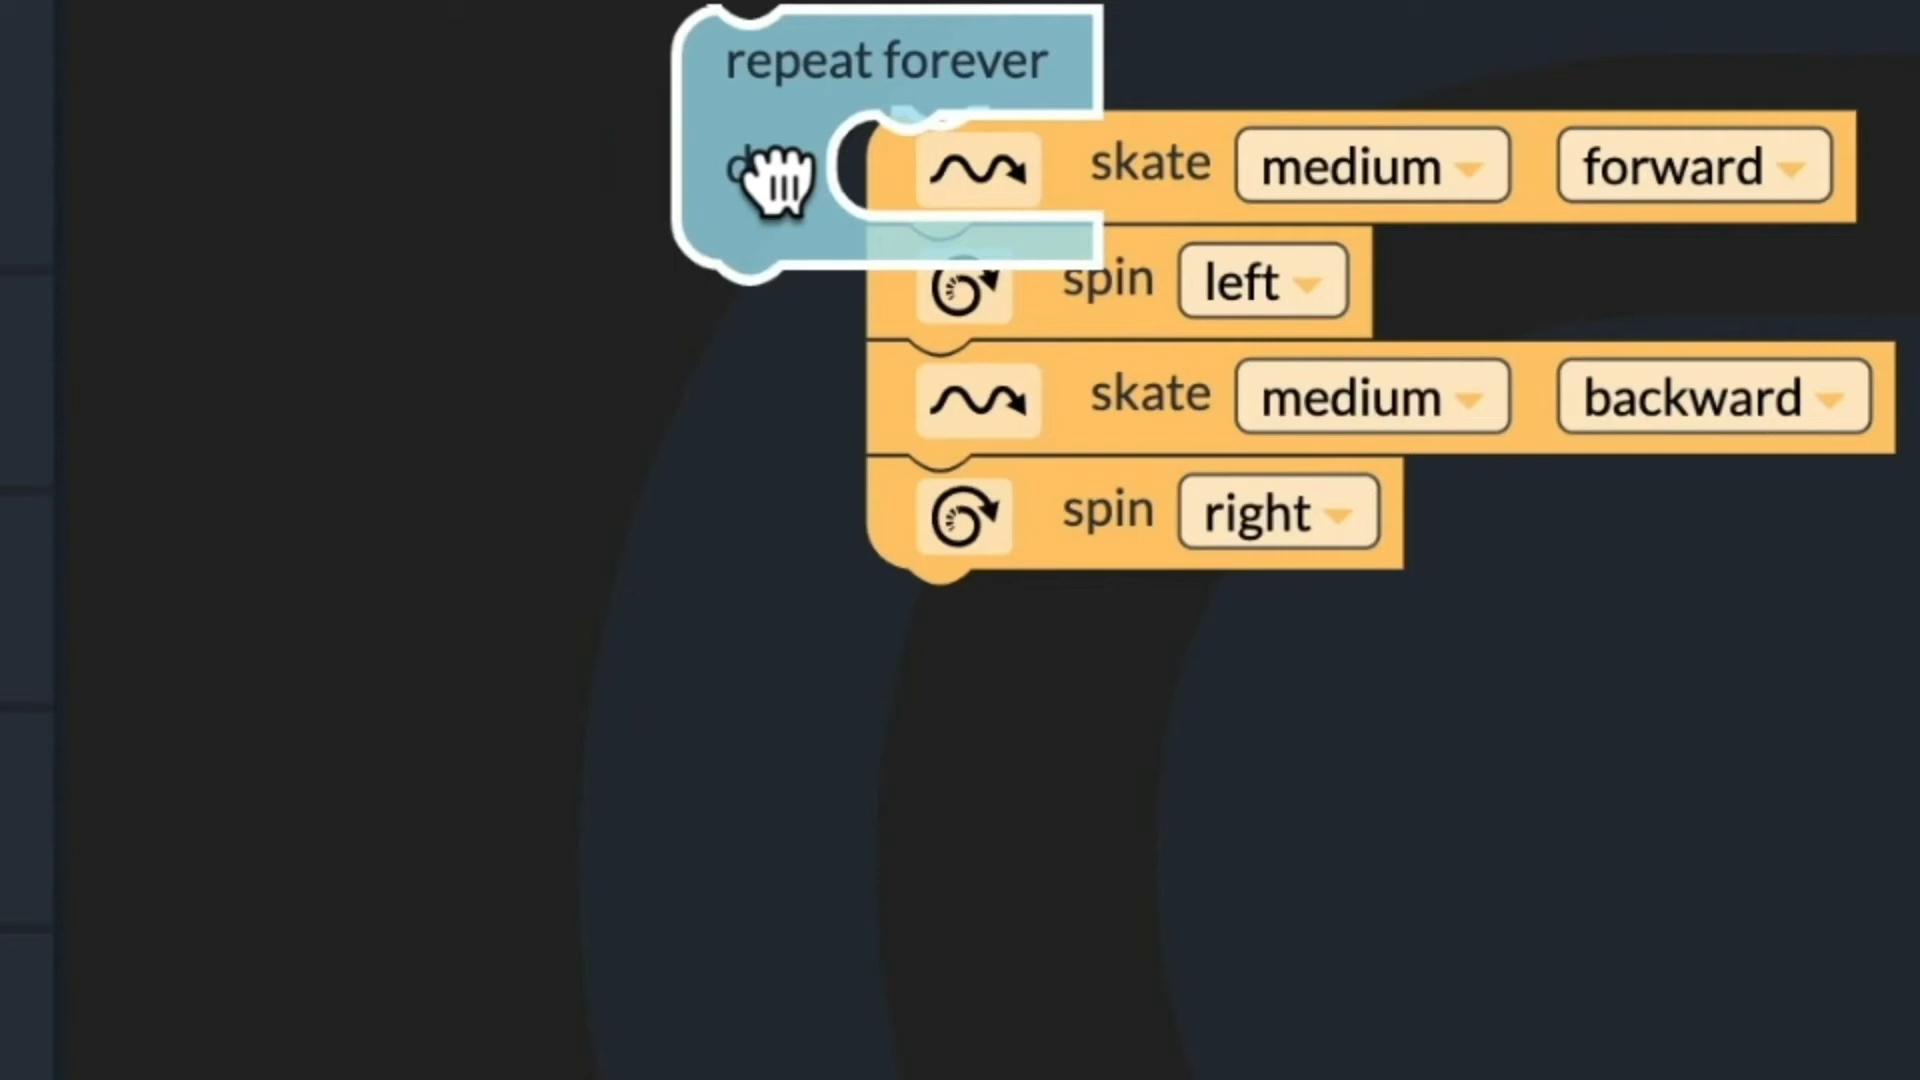 repeat forever
skate medium forward
spin left
skate medium backward
spin right